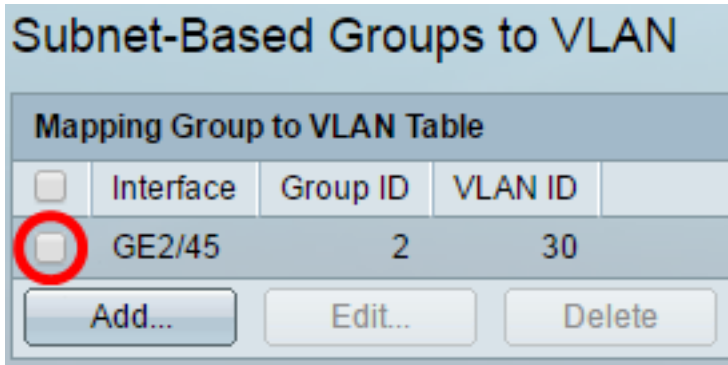 Subnet-Based Groups to VLAN
Mapping Group to VLAN Table
Interface Group ID VLAN ID
GE2/45 2 30
Add... Edit... Delete